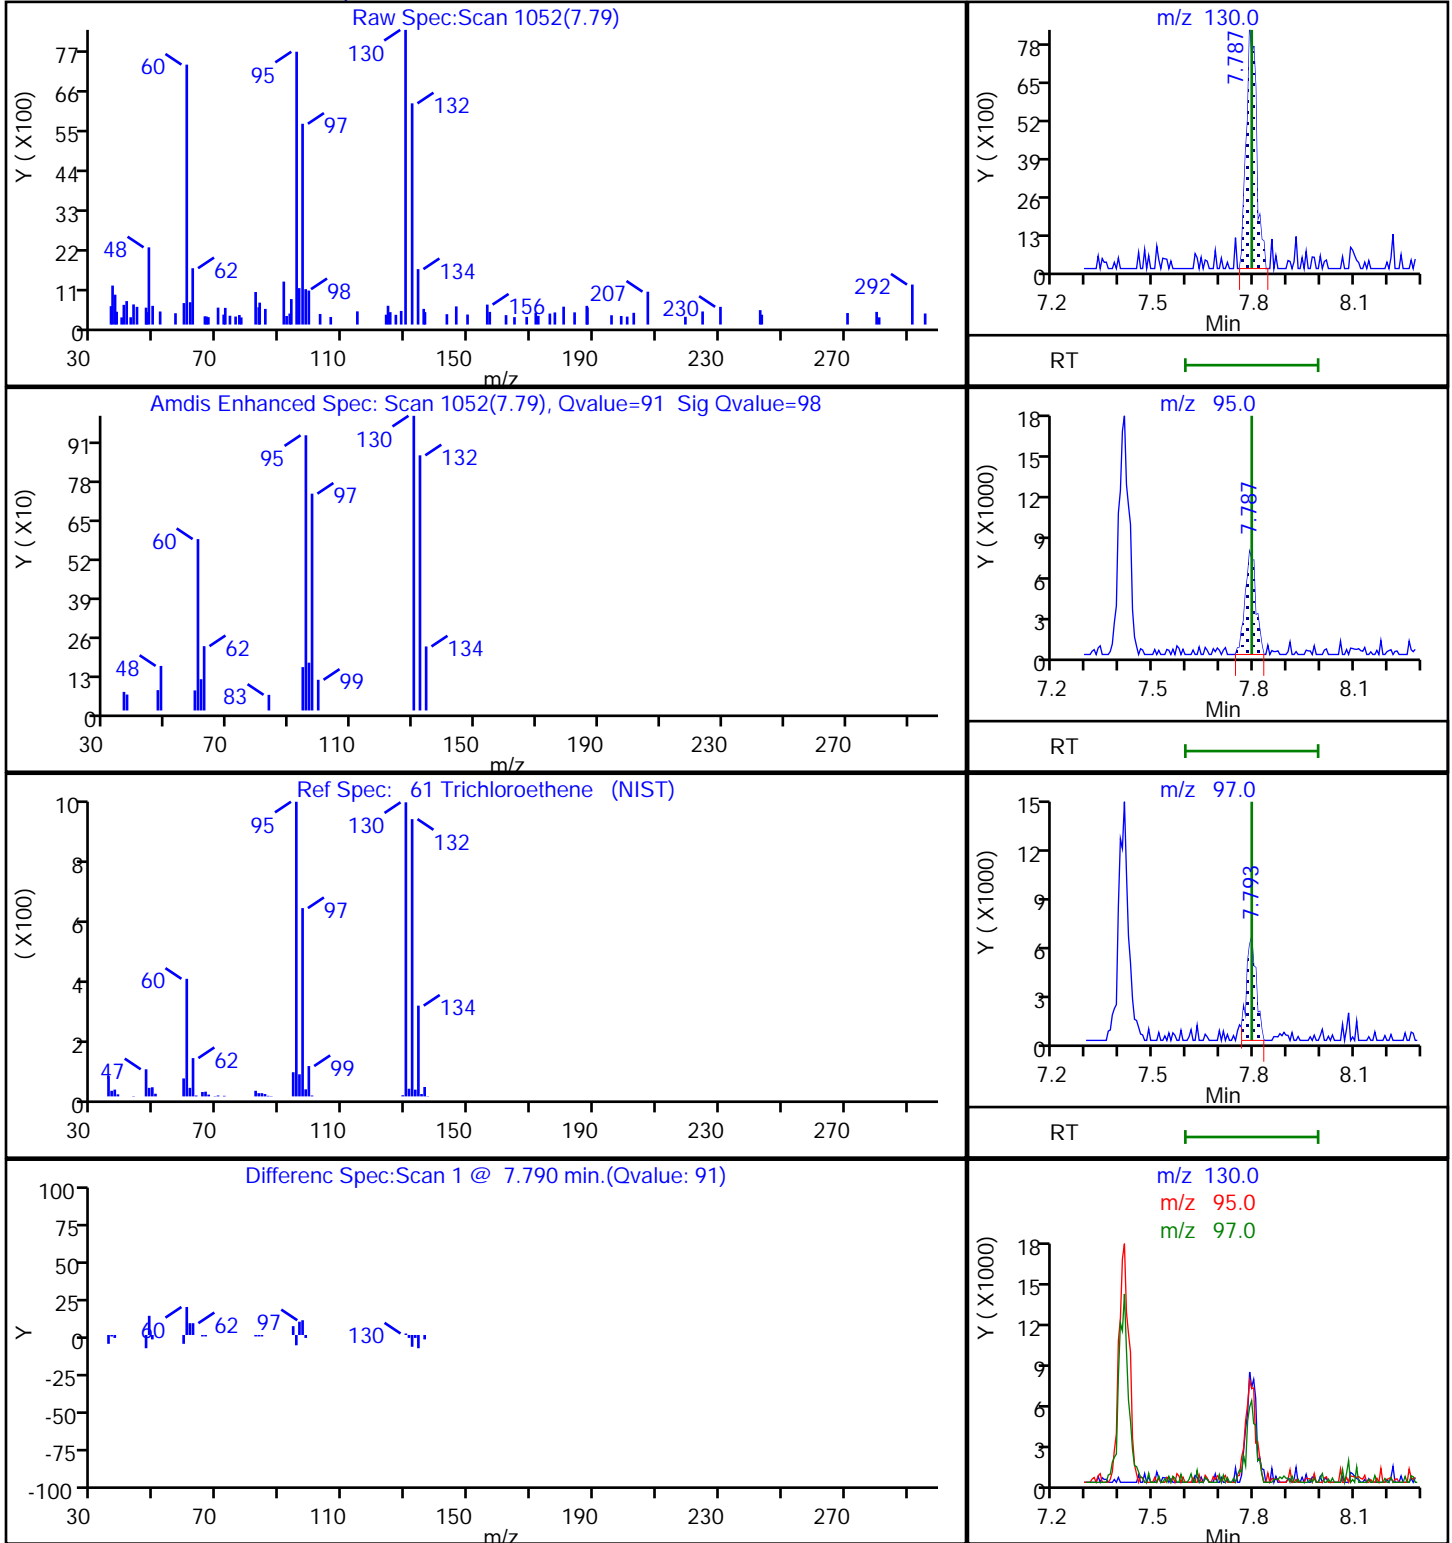 Raw Spec:Scan 1052(7.79)
77
66
55
44
33
22
11
0
Y ( X100)
60
95
130
132
97
48
62
98
134
156
207
230
292
30 70 110 150 190 230 270
m/z
m/z 130.0
78
65
52
39
26
13
0
Y ( X100)
7.787
7.2 7.5 7.8 8.1
Min
RT
Amdis Enhanced Spec: Scan 1052(7.79), Qvalue=91 Sig Qvalue=98
91
78
65
52
39
26
13
0
Y ( X10)
130
95
132
97
60
62
48
83
99
134
30 70 110 150 190 230 270
m/z
m/z 95.0
18
15
12
9
6
3
0
Y ( X1000)
7.787
7.2 7.5 7.8 8.1
Min
RT
Ref Spec: 61 Trichloroethene (NIST)
10
8
6
4
2
0
( X100)
95
130
132
97
60
134
47
62
99
30 70 110 150 190 230 270
m/z 97.0
15
12
9
6
3
0
Y ( X1000)
7.793
7.2 7.5 7.8 8.1
Min
RT
Differenc Spec:Scan 1 @ 7.790 min.(Qvalue: 91)
100
75
50
25
0
-25
-50
-75
-100
Y
60
62
97
130
30 70 110 150 190 230 270
m/z
m/z 130.0
m/z 95.0
m/z 97.0
18
15
12
9
6
3
0
Y ( X1000)
7.2 7.5 7.8 8.1
Min